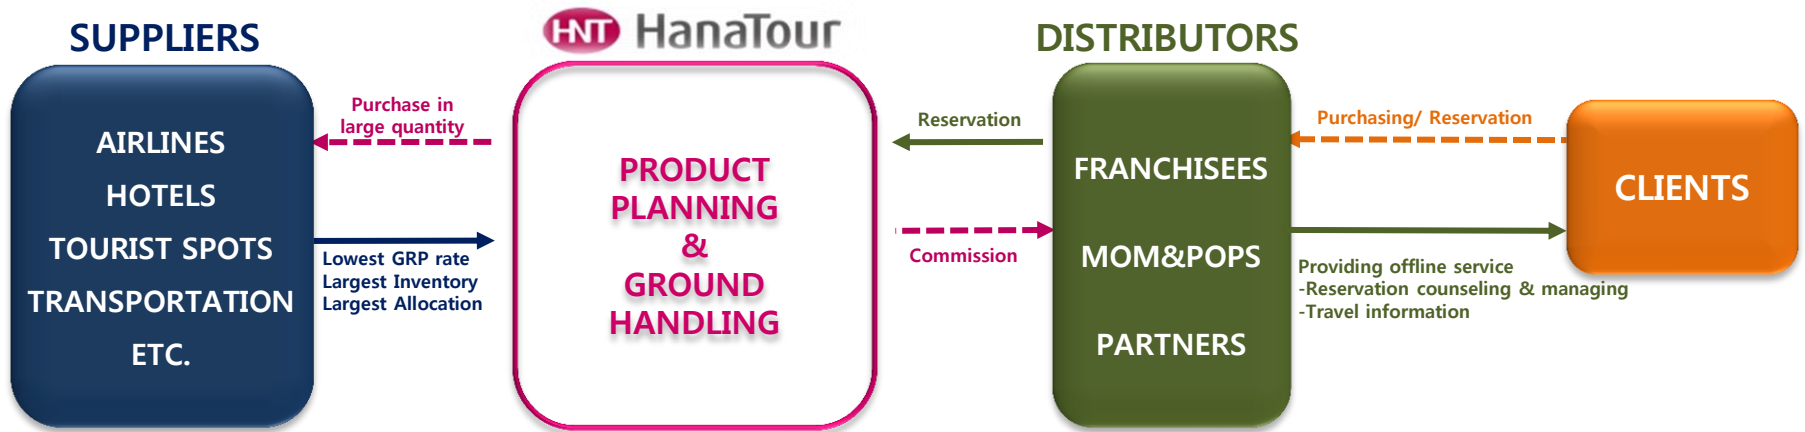 SUPPLIERS
AIRLINES
HOTELS
TOURIST SPOTS
TRANSPORTATION
ETC.
Purchase in
large quantity
Lowest GRP rate
Largest Inventory
Largest Allocation
HNT HanaTour
PRODUCT
PLANNING
&
GROUND
HANDLING
Reservation
Commission
DISTRIBUTORS
FRANCHISEES
MOM&POPS
PARTNERS
Purchasing/ Reservation
Providing offline service
-Reservation counseling & managing
-Travel information
CLIENTS